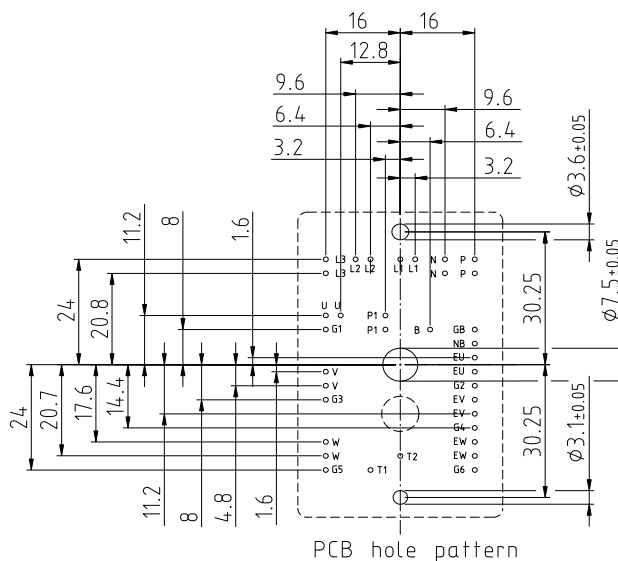 16 16
12.8
9.6 9.6
6.4 6.4
3.2 3.2
Ø3.6±0.05
11.2 8 1.6
Ø7.5±0.05
L3 L2 L2 L1 L1 N P
L3 N P
24 20.8 30.25
U U P1
G1 P1 B GB
NB
EU
V EU
V G2
G3 EV
EV
G4
24 20.7 17.6 14.4 30.25 Ø3.1±0.05
W EW
W T2 EW
G5 T1 G6
11.2 8 4.8 1.6
PCB hole pattern